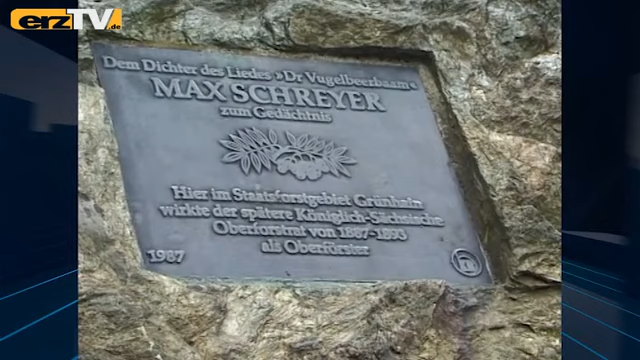 erzTV.de
Dem Dichter des Liedes »Dr Vugelbeerbaam«
MAX SCHREYER
zum Gedächtnis
Hier im Staatsforstgebiet Grünhain
wirkte der spätere Königlich-Sächsische
Oberforstrat von 1887-1893
als Oberförster
1987